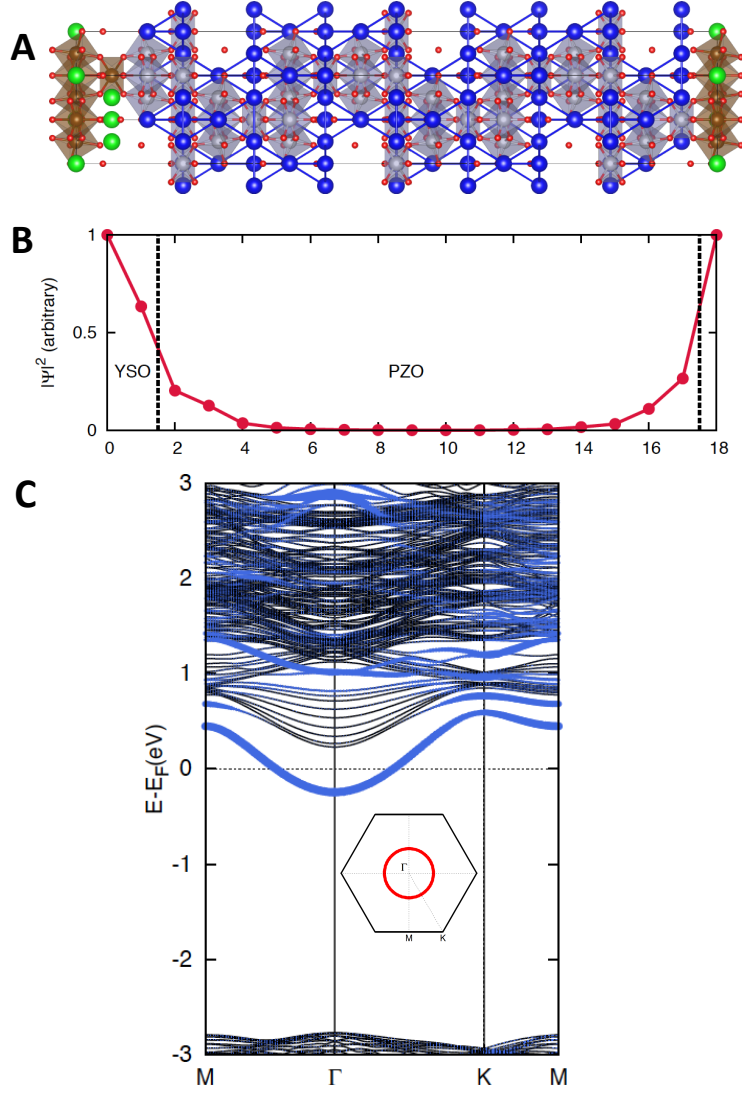 A
B
1
0.5
0
|Ψ|² (arbitrary)
YSO
PZO
0 2 4 6 8 10 12 14 16 18
C
3
2
1
0
-1
-2
-3
E-E_F(eV)
Γ
M K
M Γ K M